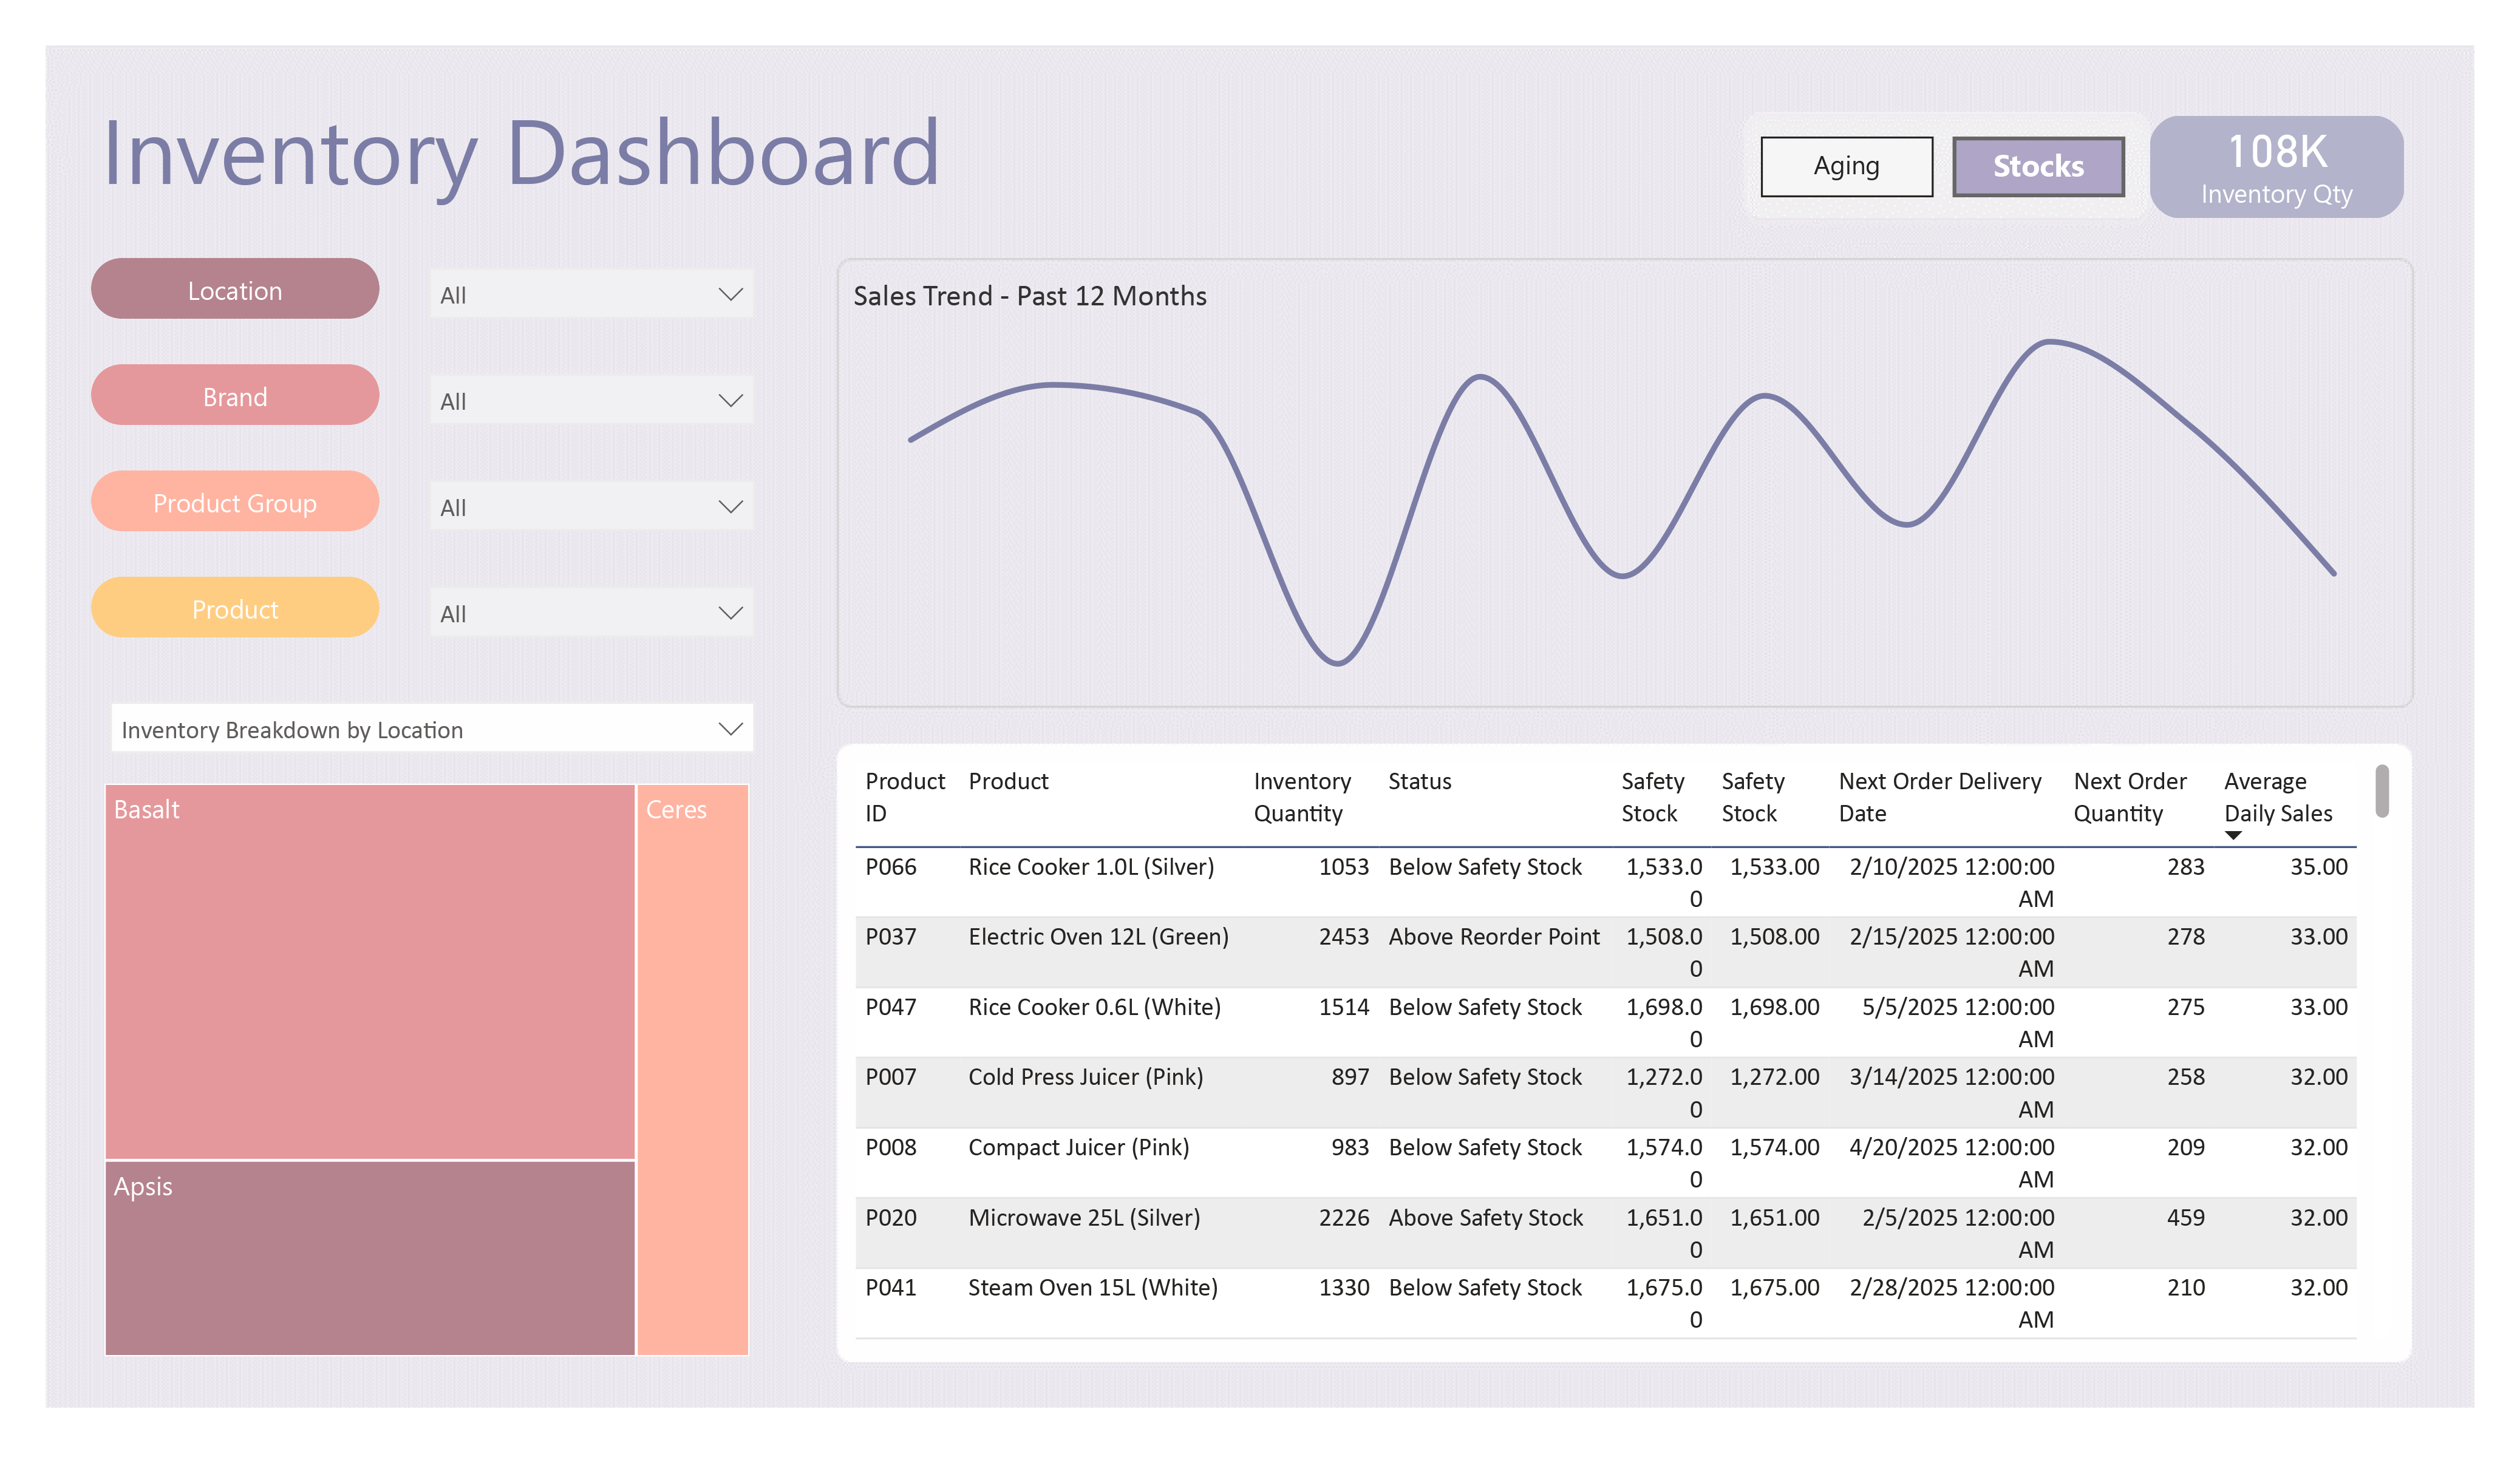 Inventory Dashboard
Aging
Stocks
108K
Inventory Qty
Location
All
Brand
All
Product Group
All
Product
All
Sales Trend - Past 12 Months
Inventory Breakdown by Location
Basalt
Ceres
Apsis
Product ID Product Inventory Quantity Status Safety Stock Safety Stock Next Order Delivery Date Next Order Quantity Average Daily Sales
P066 Rice Cooker 1.0L (Silver) 1053 Below Safety Stock 1,533.00 1,533.00 2/10/2025 12:00:00 AM 283 35.00
P037 Electric Oven 12L (Green) 2453 Above Reorder Point 1,508.00 1,508.00 2/15/2025 12:00:00 AM 278 33.00
P047 Rice Cooker 0.6L (White) 1514 Below Safety Stock 1,698.00 1,698.00 5/5/2025 12:00:00 AM 275 33.00
P007 Cold Press Juicer (Pink) 897 Below Safety Stock 1,272.00 1,272.00 3/14/2025 12:00:00 AM 258 32.00
P008 Compact Juicer (Pink) 983 Below Safety Stock 1,574.00 1,574.00 4/20/2025 12:00:00 AM 209 32.00
P020 Microwave 25L (Silver) 2226 Above Safety Stock 1,651.00 1,651.00 2/5/2025 12:00:00 AM 459 32.00
P041 Steam Oven 15L (White) 1330 Below Safety Stock 1,675.00 1,675.00 2/28/2025 12:00:00 AM 210 32.00